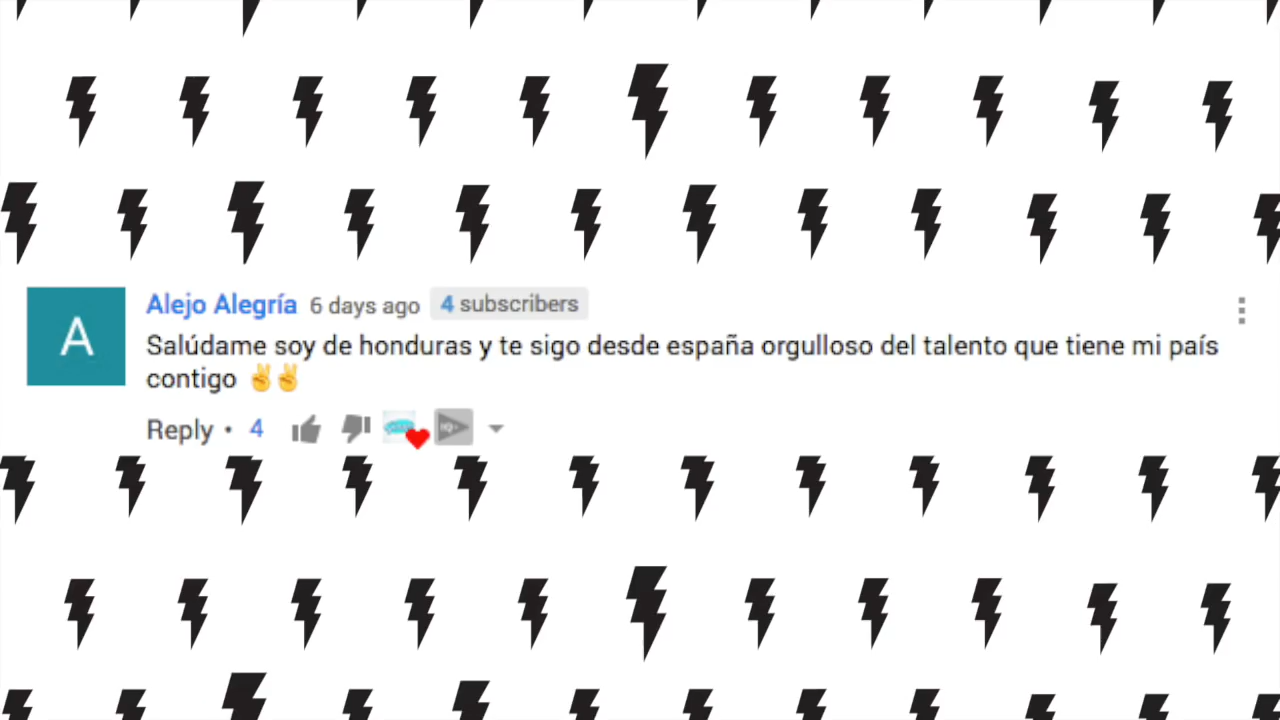 A
Alejo Alegría 6 days ago 4 subscribers
Salúdame soy de honduras y te sigo desde españa orgulloso del talento que tiene mi país
contigo ✌️✌️
Reply • 4